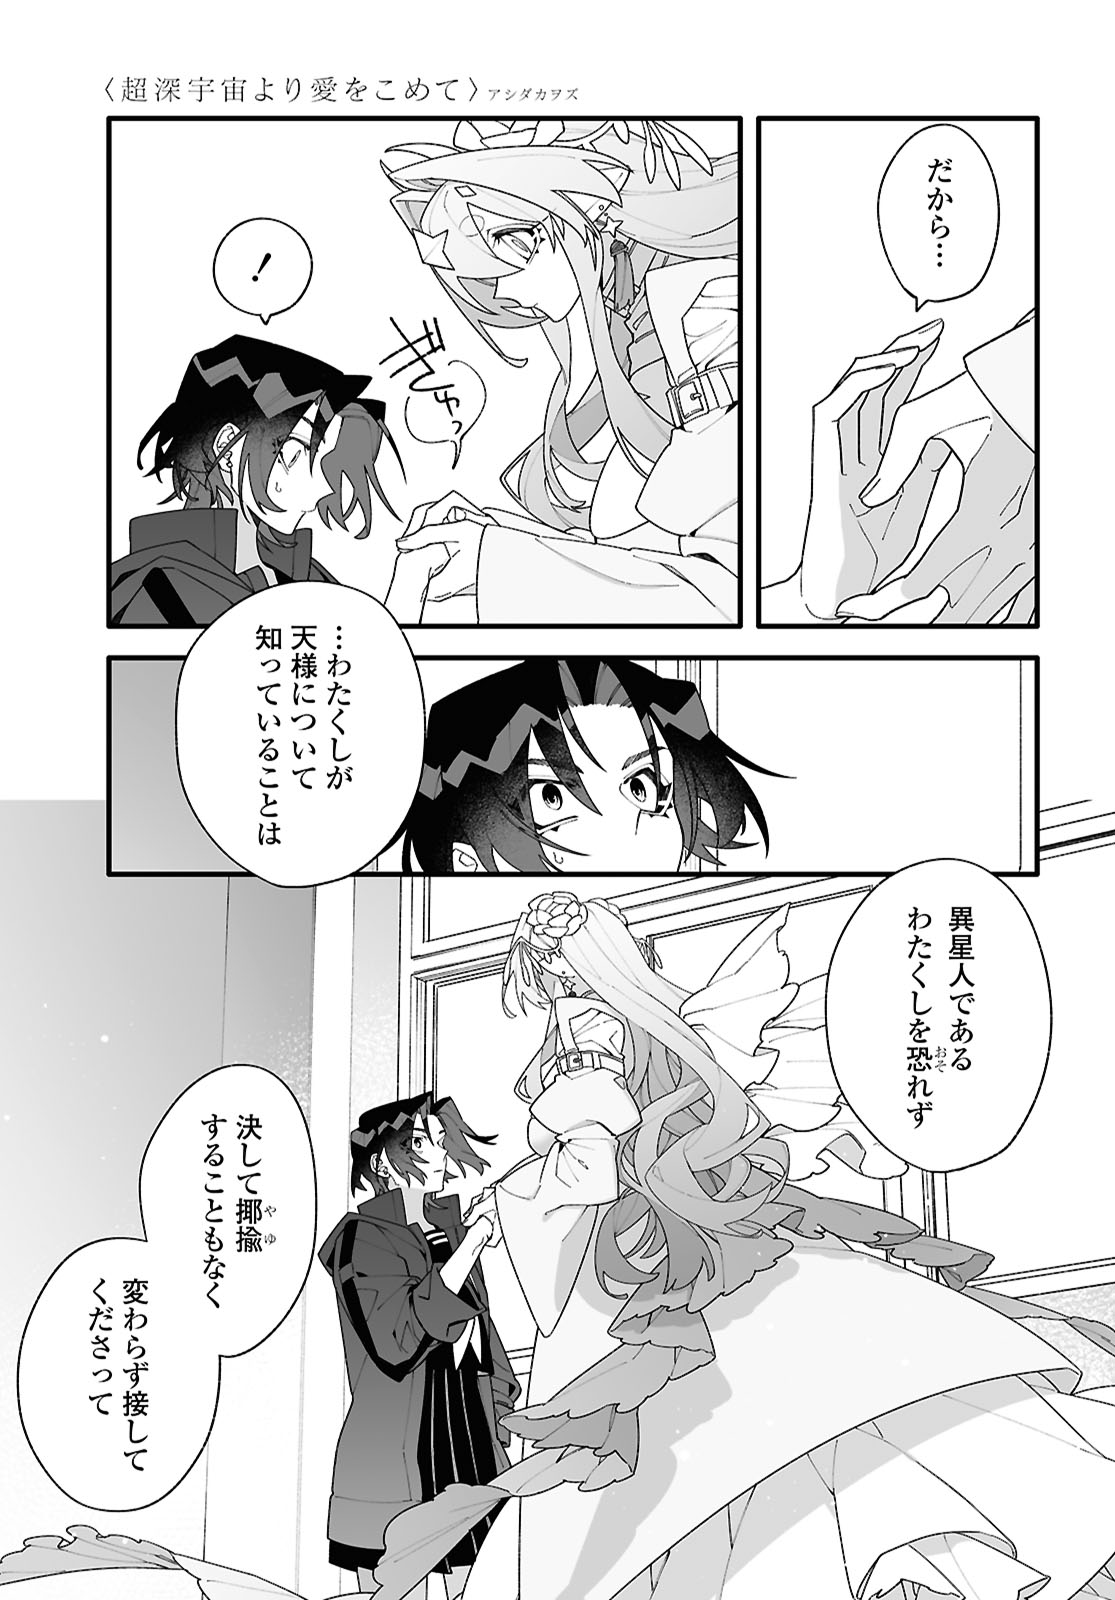 〈超深宇宙より愛をこめて〉アシダカヲズ
だから…
！
ぎゅっ
…わたくしが
天様について
知っていることは
異星人である
わたくしを恐れず
おそ
決して揶揄
やゆ
することもなく
変わらず接して
くださって